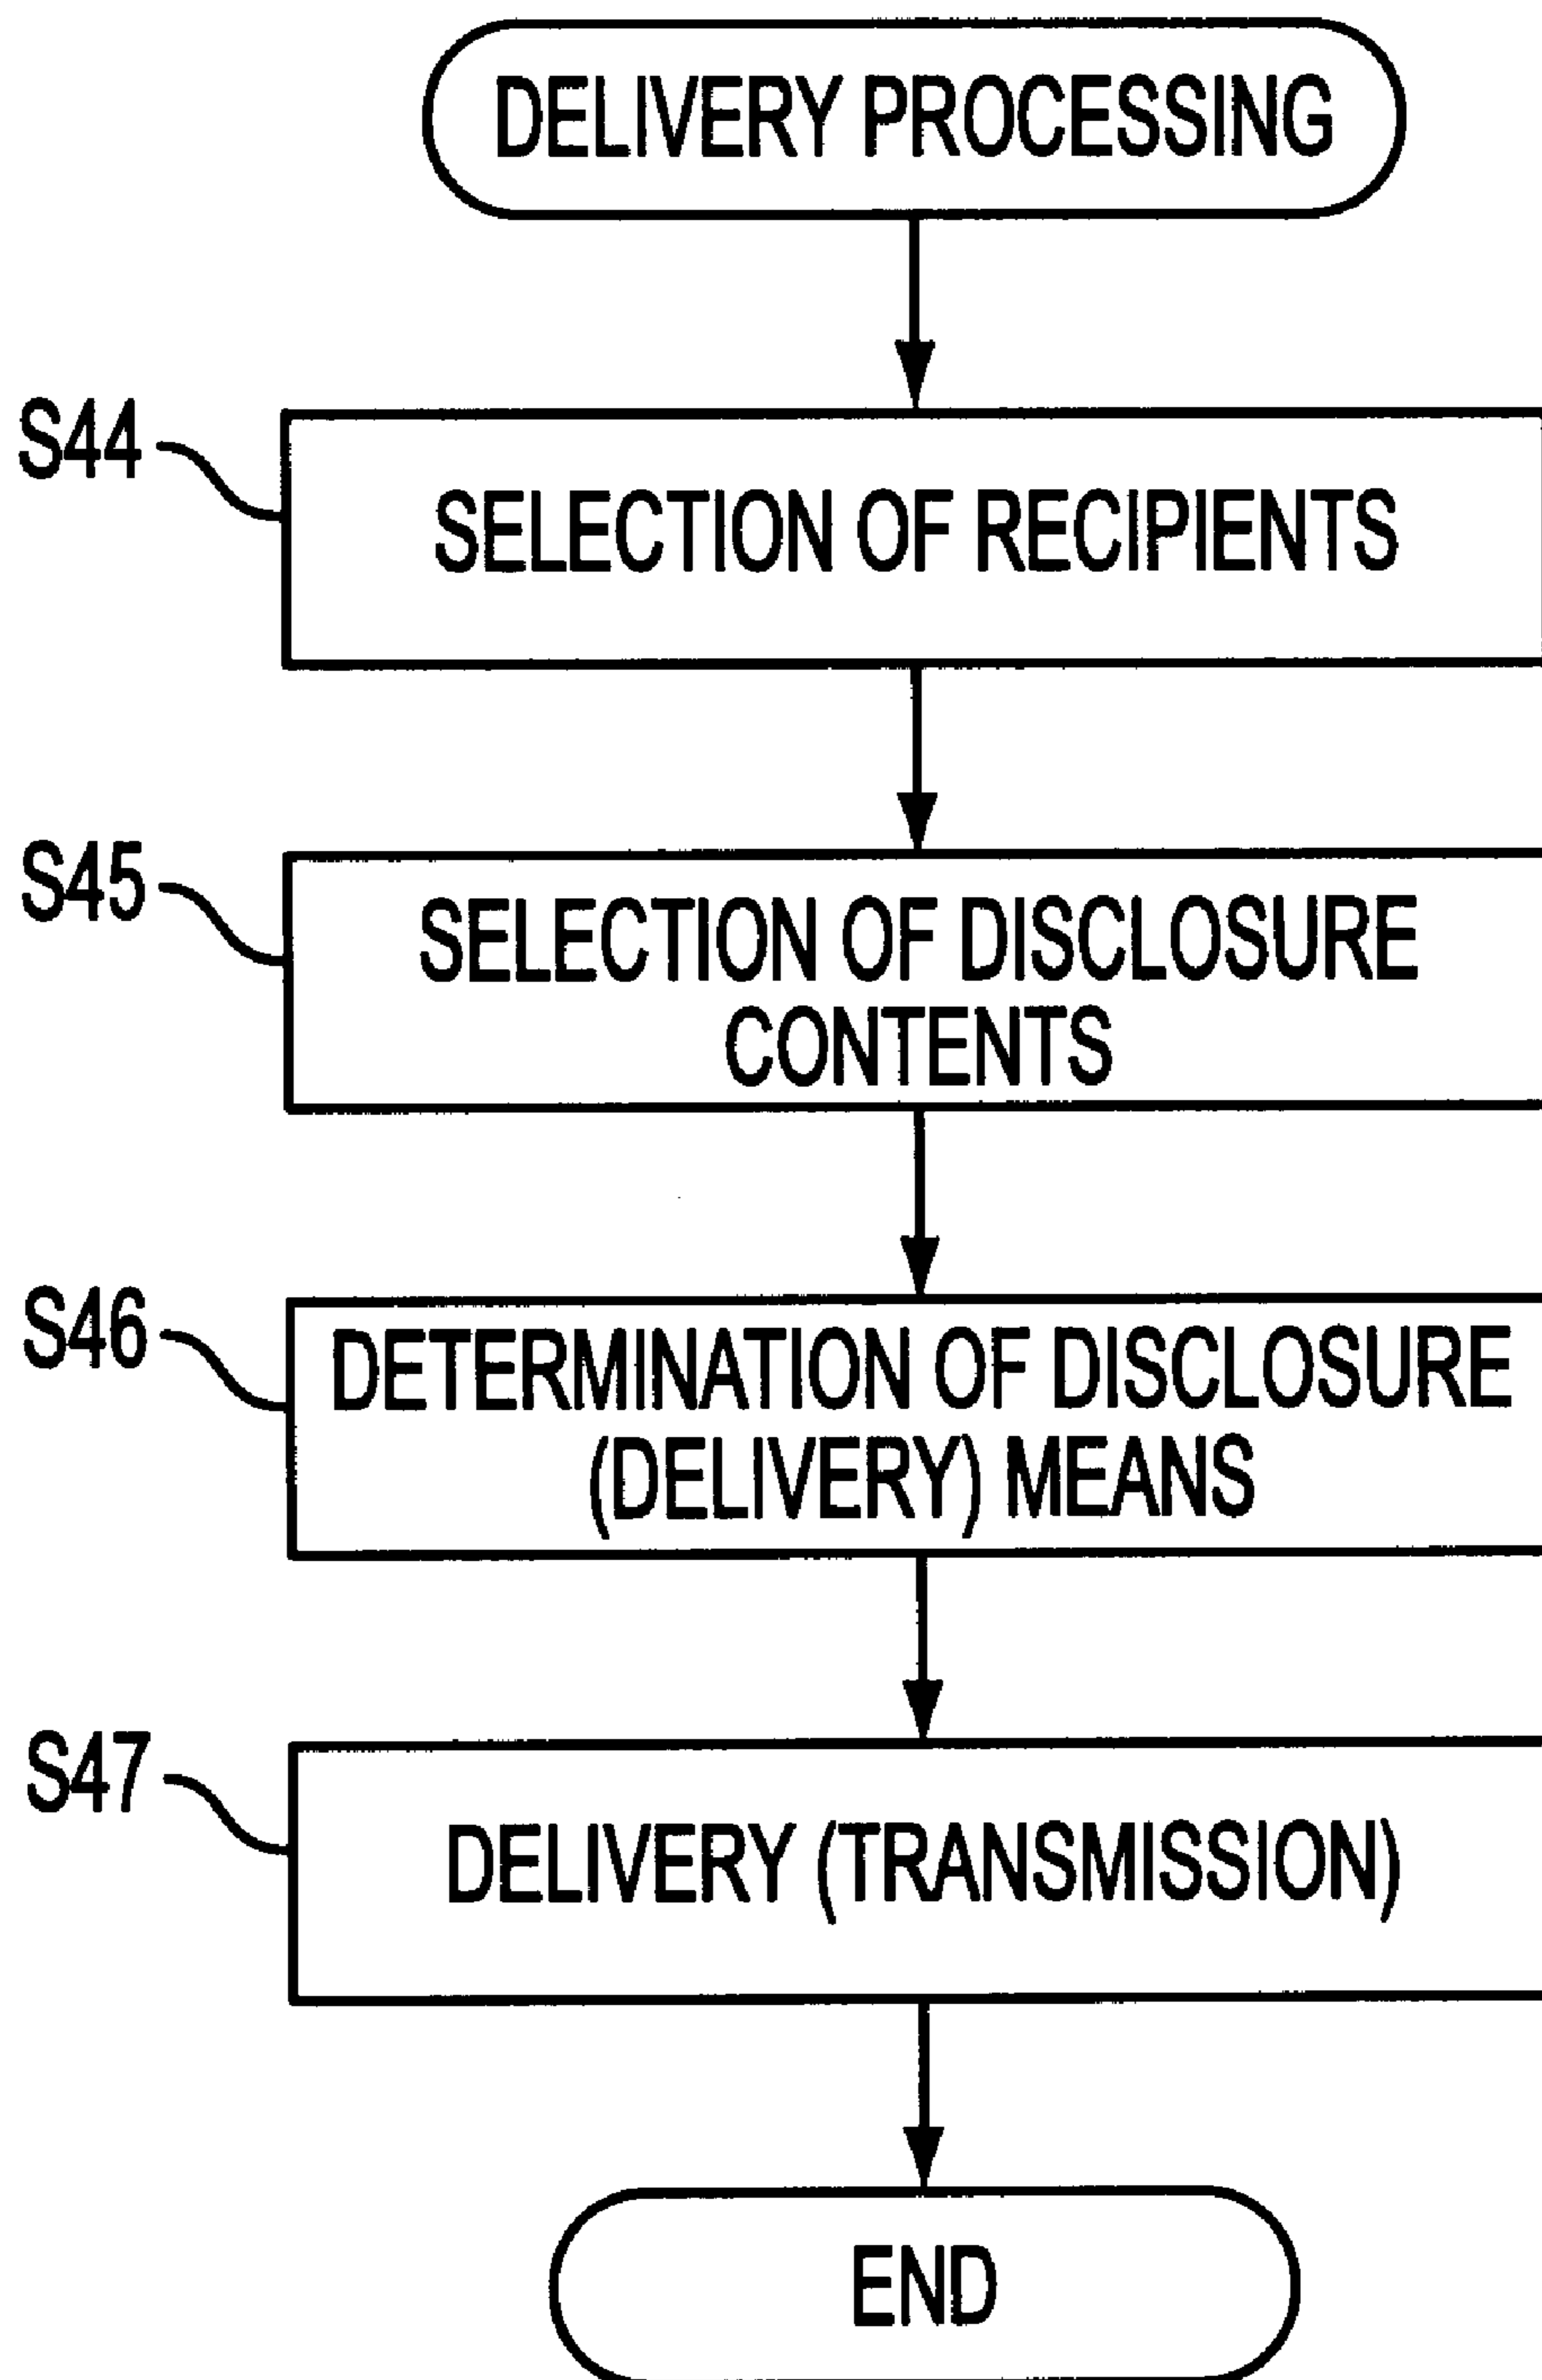 DELIVERY PROCESSING
S44
SELECTION OF RECIPIENTS
S45
SELECTION OF DISCLOSURE
CONTENTS
S46
DETERMINATION OF DISCLOSURE
(DELIVERY) MEANS
S47
DELIVERY (TRANSMISSION)
END